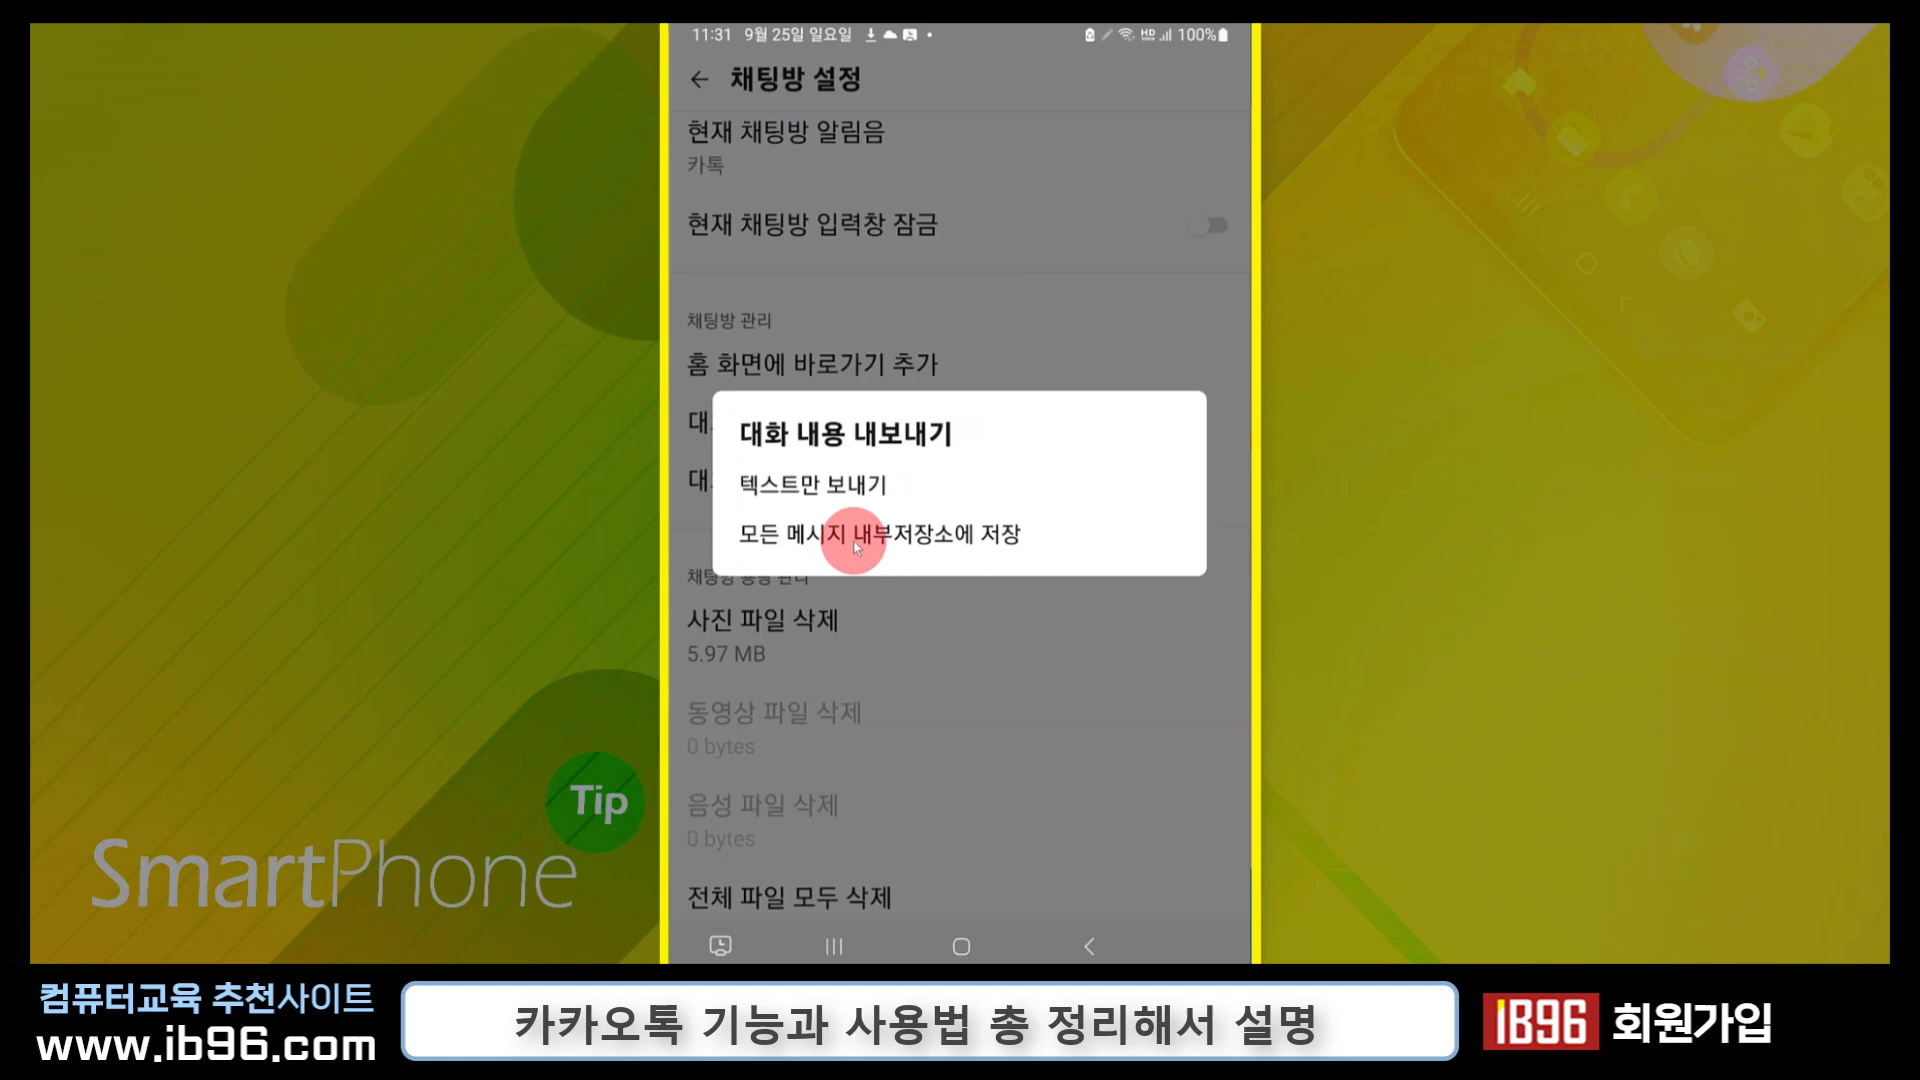 11:31 9월 25일 일요일
HD 100%
채팅방 설정
현재 채팅방 알림음
카톡
현재 채팅방 입력창 잠금
채팅방 관리
홈 화면에 바로가기 추가
대
대화 내용 내보내기
대
텍스트만 보내기
모든 메시지 내부저장소에 저장
사진 파일 삭제
5.97 MB
동영상 파일 삭제
0 bytes
음성 파일 삭제
0 bytes
전체 파일 모두 삭제
Tip
SmartPhone
컴퓨터교육 추천사이트
www.ib96.com
카카오톡 기능과 사용법 총 정리해서 설명
IB96 회원가입